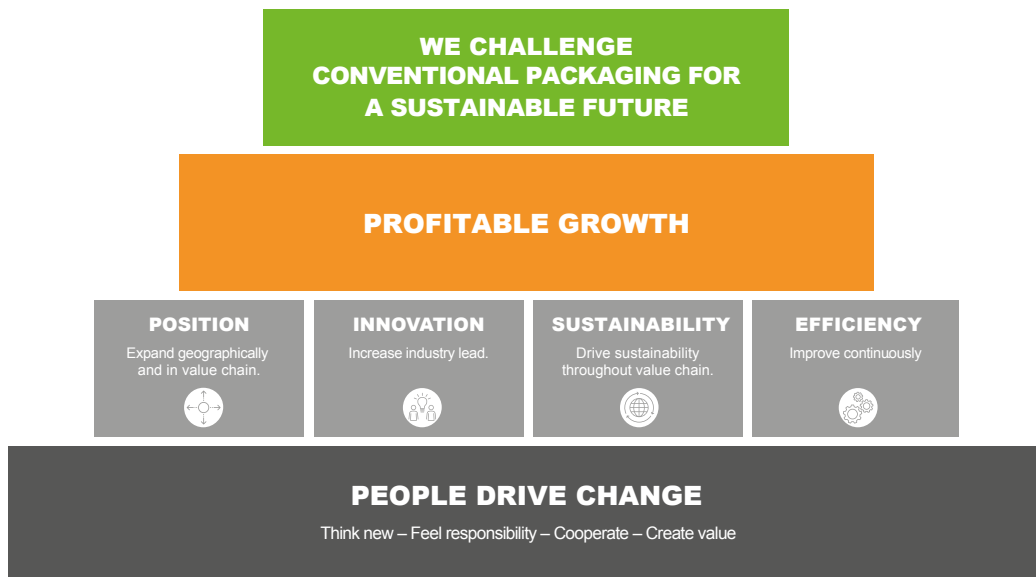 WE CHALLENGE
CONVENTIONAL PACKAGING FOR
A SUSTAINABLE FUTURE
PROFITABLE GROWTH
POSITION
Expand geographically
and in value chain.
INNOVATION
Increase industry lead.
SUSTAINABILITY
Drive sustainability
throughout value chain.
EFFICIENCY
Improve continuously
PEOPLE DRIVE CHANGE
Think new – Feel responsibility – Cooperate – Create value